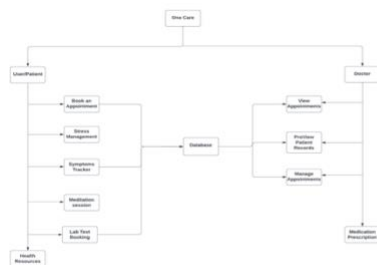 Vivo Care
User/Patient
Doctor
Book an
Appointment
View
Appointments
Stress
Management
Database
PreView
Patient
Records
Symptoms
Tracker
Manage
Appointments
Meditation
session
Lab Test
Booking
Medication
Prescription
Health
Resources